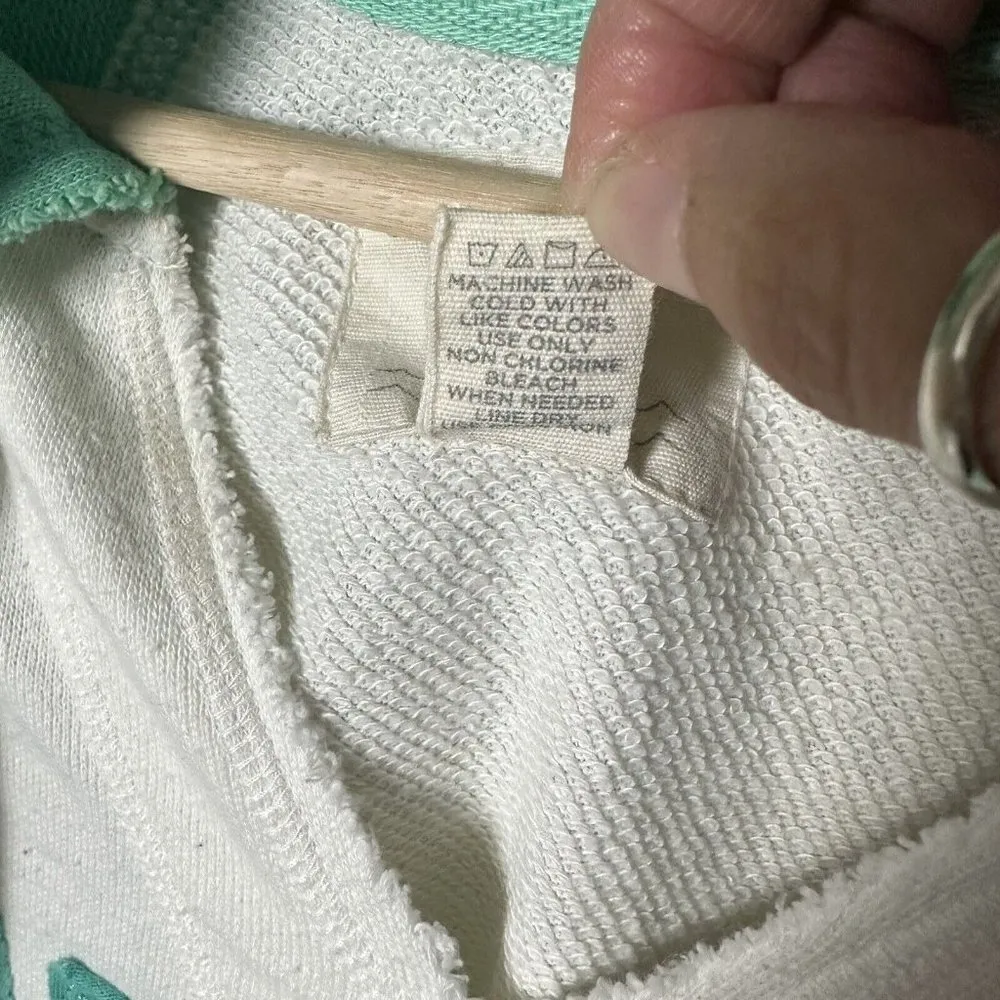 MACHINE WASH
COLD WITH
LIKE COLORS
USE ONLY
NON CHLORINE
BLEACH
WHEN NEEDED
LINE DRY